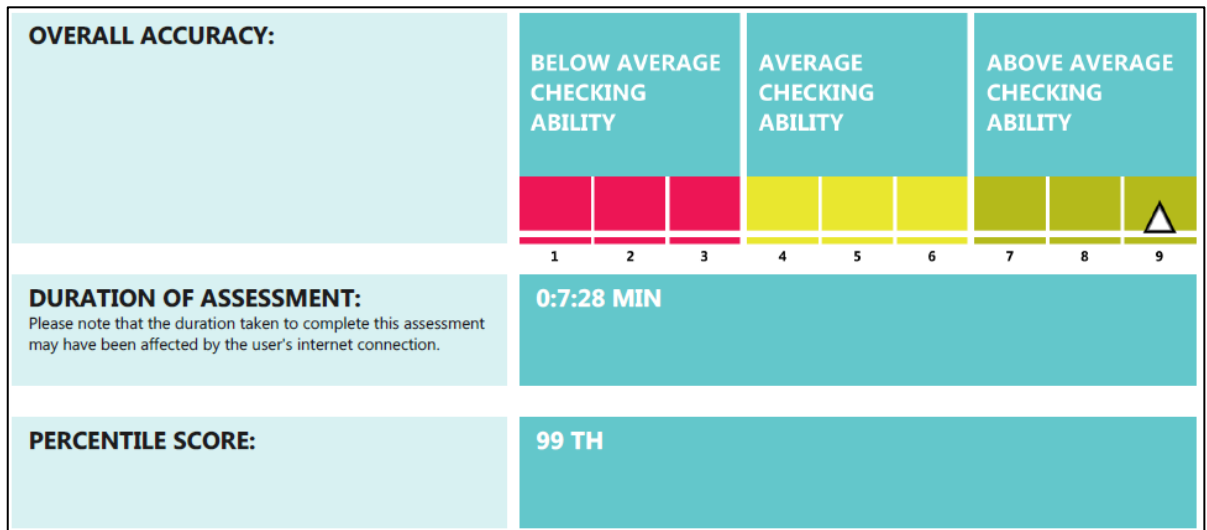 OVERALL ACCURACY:
BELOW AVERAGE
CHECKING
ABILITY
AVERAGE
CHECKING
ABILITY
ABOVE AVERAGE
CHECKING
ABILITY
1 2 3 4 5 6 7 8 9
DURATION OF ASSESSMENT:
Please note that the duration taken to complete this assessment
may have been affected by the user's internet connection.
0:7:28 MIN
PERCENTILE SCORE:
99 TH